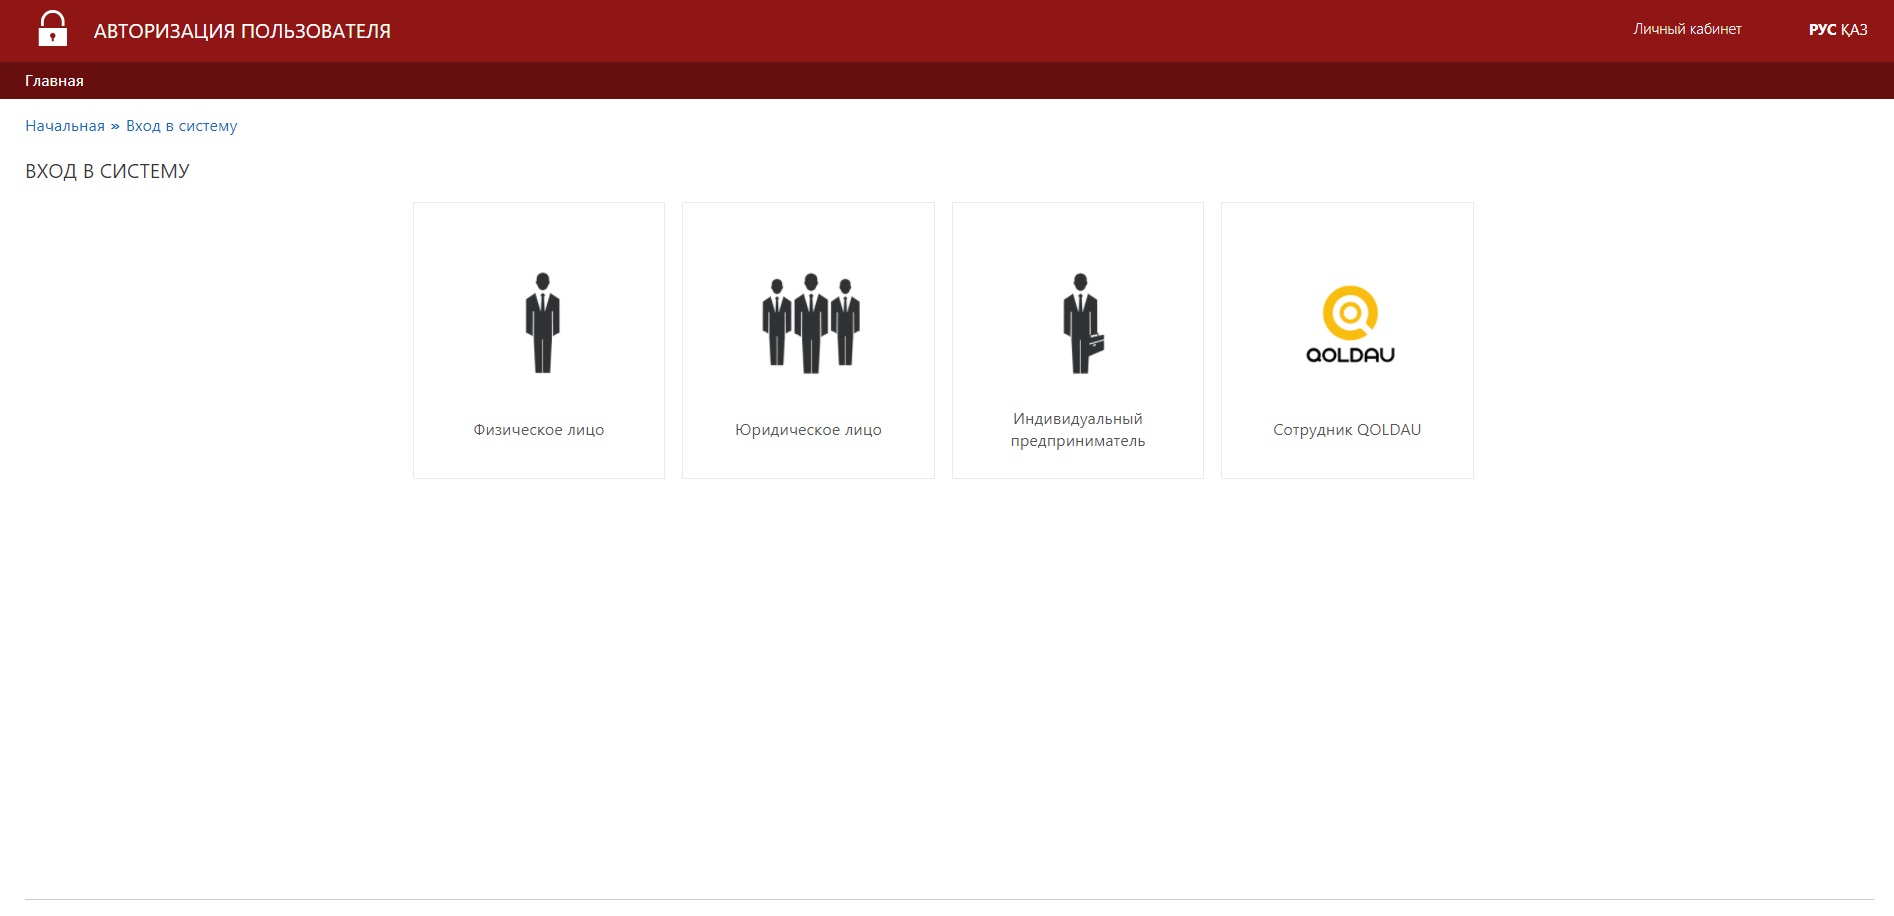 АВТОРИЗАЦИЯ ПОЛЬЗОВАТЕЛЯ
Личный кабинет
РУС ҚАЗ
Главная
Начальная » Вход в систему
ВХОД В СИСТЕМУ
QOLDAU
Физическое лицо
Юридическое лицо
Индивидуальный
предприниматель
Сотрудник QOLDAU